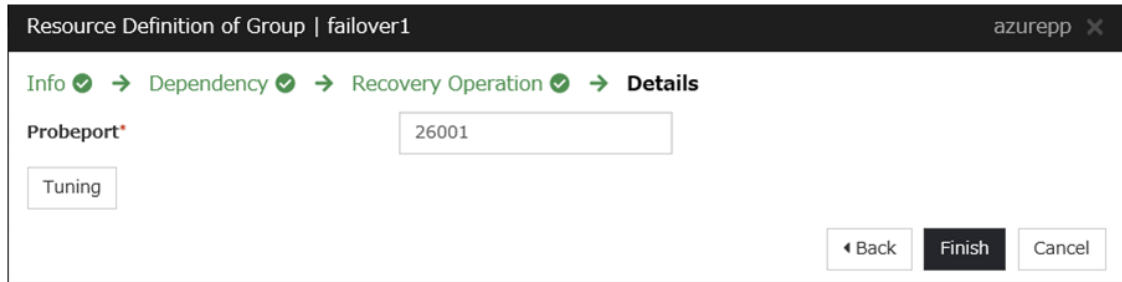 Resource Definition of Group | failover1 azurepp
Info → Dependency → Recovery Operation → Details
Probeport* 26001
Tuning
Back Finish Cancel